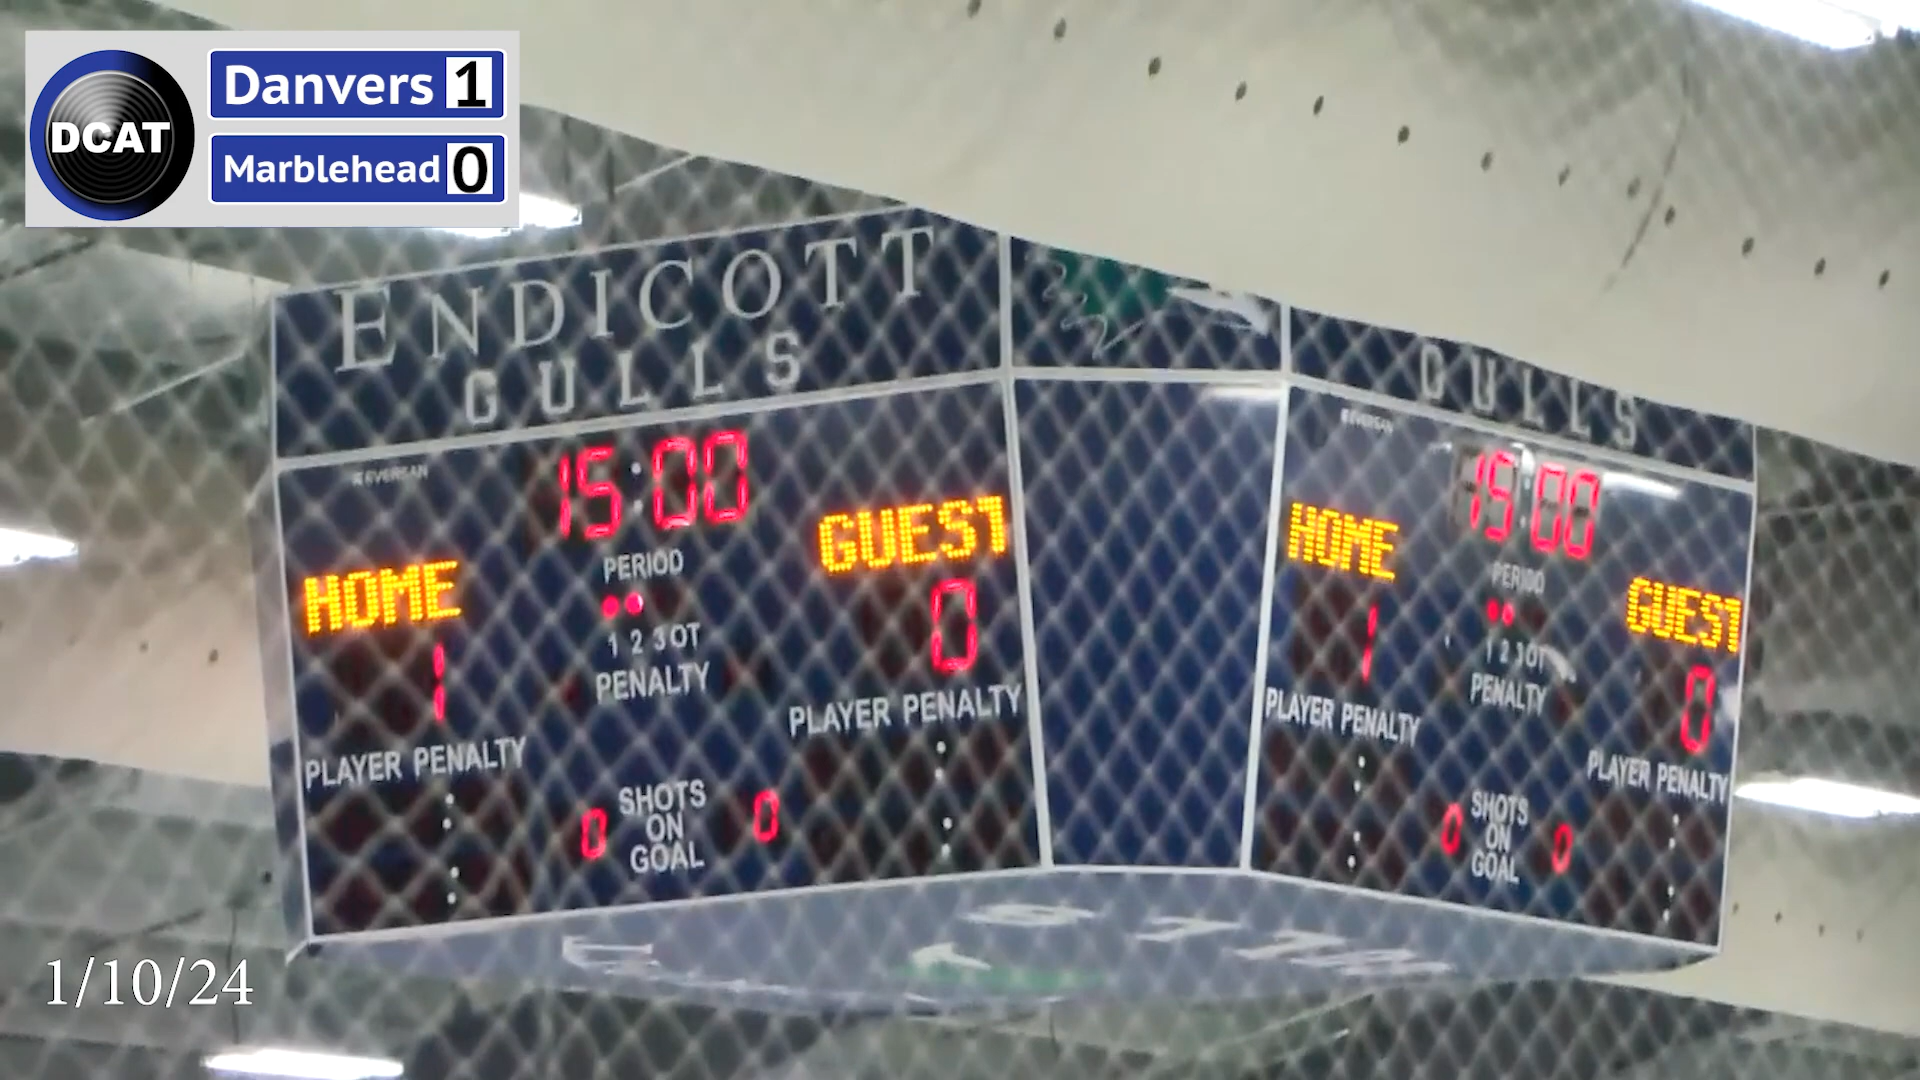 DCAT
Danvers 1
Marblehead 0
ENDICOTT
GULLS
EVERSAN
15:00
HOME
GUEST
PERIOD
1 2 3 OT
1
0
PENALTY
PLAYER PENALTY
PLAYER PENALTY
0 SHOTS ON GOAL 0
GULLS
EVERSAN
15:00
HOME
GUEST
PERIOD
1 2 3 OT
1
0
PENALTY
PLAYER PENALTY
PLAYER PENALTY
0 SHOTS ON GOAL 0
1/10/24